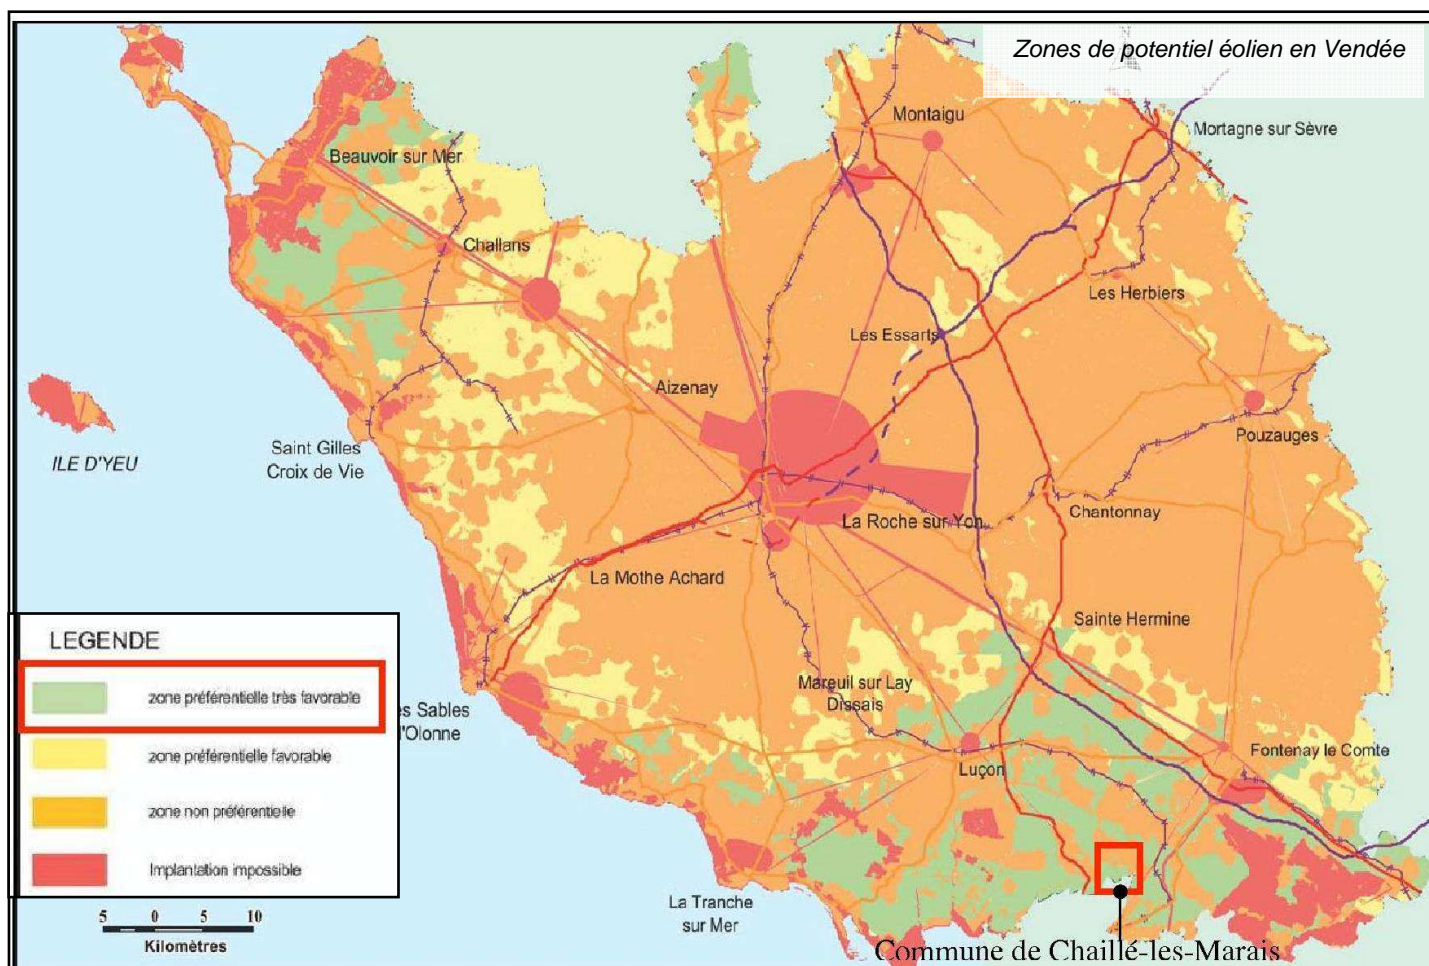 Zones de potentiel éolien en Vendée
Montaigu
Mortagne sur Sèvre
Beauvoir sur Mer
Challans
Les Herbiers
Les Essarts
Aizenay
Pouzauges
Saint Gilles
Croix de Vie
ILE D'YEU
Chantonnay
La Roche sur Yon
La Mothe Achard
Sainte Hermine
Mareuil sur Lay
Dissais
es Sables
'Olonne
Fontenay le Comte
Luçon
La Tranche
sur Mer
LEGENDE
zone préférentielle très favorable
zone préférentielle favorable
zone non préférentielle
Implantation impossible
5 0 5 10
Kilomètres
Commune de Chaillé-les-Marais